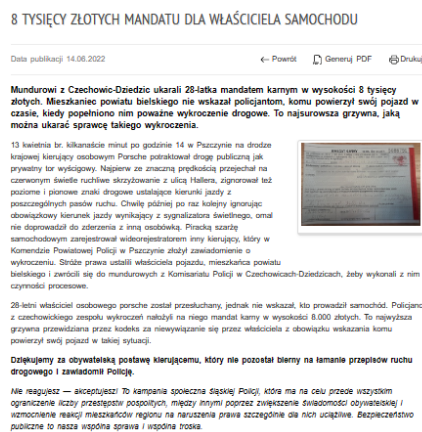 8 TYSIĘCY ZŁOTYCH MANDATU DLA WŁAŚCICIELA SAMOCHODU
Data publikacji 14.06.2022 Powrót Generuj PDF Drukuj
Mundurowi z Czechowic-Dziedzic ukarali 28-latka mandatem karnym w wysokości 8 tysięcy
złotych. Mieszkaniec powiatu bielskiego nie wskazał policjantom, komu powierzył swój pojazd w
czasie, kiedy popełniono nim poważne wykroczenie drogowe. To najsurowsza grzywna, jaką
można ukarać sprawcę takiego wykroczenia.
13 kwietnia br. kilkanaście minut po godzinie 14 w Pszczynie na drodze
krajowej kierujący osobowym Porsche potraktował drogę publiczną jak
prywatny tor wyścigowy. Najpierw ze znaczną prędkością przejechał na
czerwonym świetle ruchliwe skrzyżowanie z ulicą Hallera, zignorował też
poziome i pionowe znaki drogowe ustalające kierunki jazdy z
poszczególnych pasów ruchu. Chwilę później po raz kolejny ignorując
obowiązkowy kierunek jazdy wynikający z sygnalizatora świetlnego, omal
nie doprowadził do zderzenia z inną osobówką. Piracką szarżę
samochodowym zarejestrował wideorejestratorem inny kierujący, który w
Komendzie Powiatowej Policji w Pszczynie złożył zawiadomienie o
wykroczeniu. Stróże prawa ustalili właściciela pojazdu, mieszkańca powiatu
bielskiego i zwrócili się do mundurowych z Komisariatu Policji w Czechowicach-Dziedzicach, żeby wykonali z nim
czynności procesowe.
28-letni właściciel osobowego porsche został przesłuchany, jednak nie wskazał, kto prowadził samochód. Policjanc
z czechowickiego zespołu wykroczeń nałożyli na niego mandat karny w wysokości 8.000 złotych. To najwyższa
grzywna przewidziana przez kodeks za niewywiązanie się przez właściciela z obowiązku wskazania komu
powierzył swój pojazd w takiej sytuacji.
Dziękujemy za obywatelską postawę kierującemu, który nie pozostał bierny na łamanie przepisów ruchu
drogowego i zawiadomił Policję.
Nie reagujesz — akceptujesz! To kampania społeczna śląskiej Policji, która ma na celu przede wszystkim
ograniczenie liczby przestępstw pospolitych, między innymi poprzez zwiększenie świadomości obywatelskiej i
wzmocnienie reakcji mieszkańców regionu na naruszenia prawa szczególnie dla nich uciążliwe. Bezpieczeństwo
publiczne to nasza wspólna sprawa i wspólna troska.